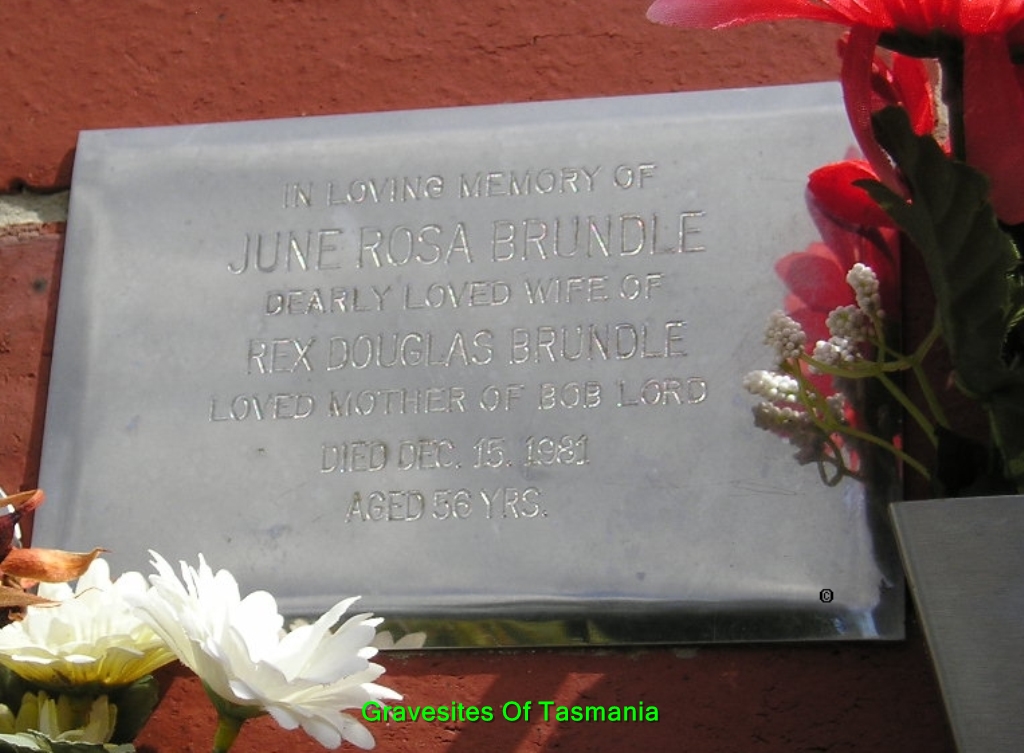 IN LOVING MEMORY OF
JUNE ROSA BRUNDLE
DEARLY LOVED WIFE OF
REX DOUGLAS BRUNDLE
LOVED MOTHER OF BOB LORD
DIED DEC. 15. 1981
AGED 56 YRS.
©
Gravesites Of Tasmania